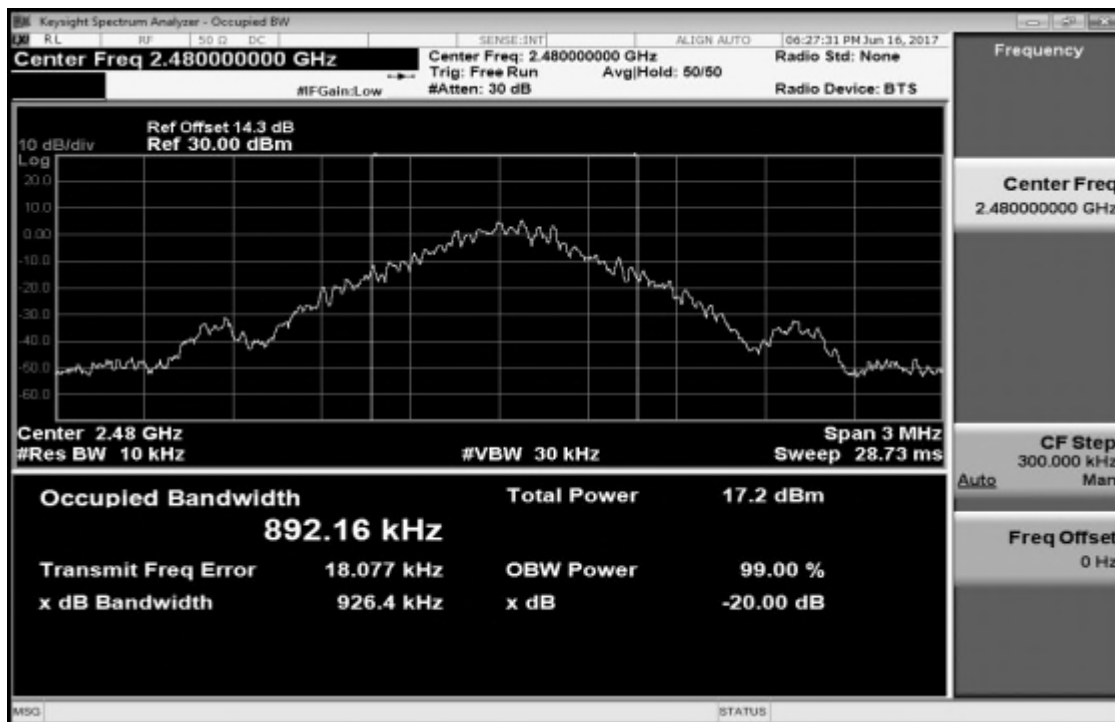 Keysight Spectrum Analyzer - Occupied BW
RL RF 50 Ω DC SENSE:INT ALIGN AUTO 06:27:31 PM Jun 16, 2017
Center Freq 2.480000000 GHz
Center Freq: 2.480000000 GHz
Radio Std: None
Trig: Free Run
Avg|Hold: 50/50
#IFGain:Low
#Atten: 30 dB
Radio Device: BTS
Ref Offset 14.3 dB
10 dB/div
Ref 30.00 dBm
Log
20.0
10.0
0.00
-10.0
-20.0
-30.0
-40.0
-50.0
-60.0
Center 2.48 GHz
Span 3 MHz
#Res BW 10 kHz
#VBW 30 kHz
Sweep 28.73 ms
Occupied Bandwidth
892.16 kHz
Total Power 17.2 dBm
Transmit Freq Error 18.077 kHz
OBW Power 99.00 %
x dB Bandwidth 926.4 kHz
x dB -20.00 dB
MSG
STATUS
Frequency
Center Freq
2.480000000 GHz
CF Step
300.000 kHz
Auto Man
Freq Offset
0 Hz